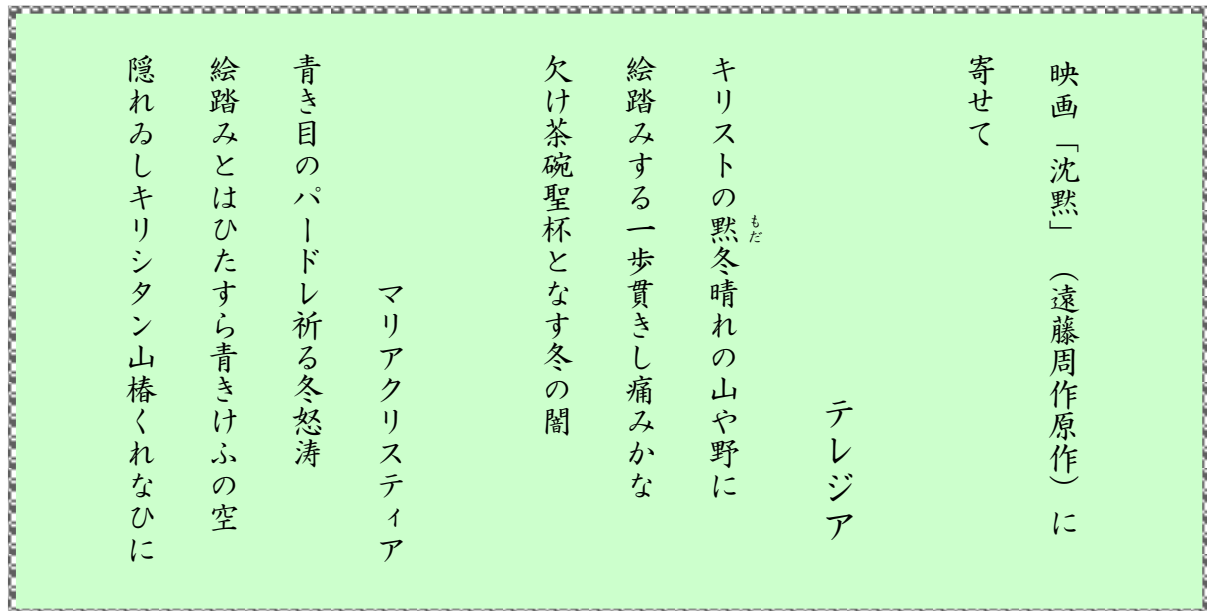 映画「沈黙」（遠藤周作原作）に
寄せて
テレジア
キリストの黙冬晴れの山や野に
もだ
絵踏みする一歩貫きし痛みかな
欠け茶碗聖杯となす冬の闇
マリアクリスティア
青き目のパードレ祈る冬怒涛
絵踏みとはひたすら青きけふの空
隠れゐしキリシタン山椿くれなひに